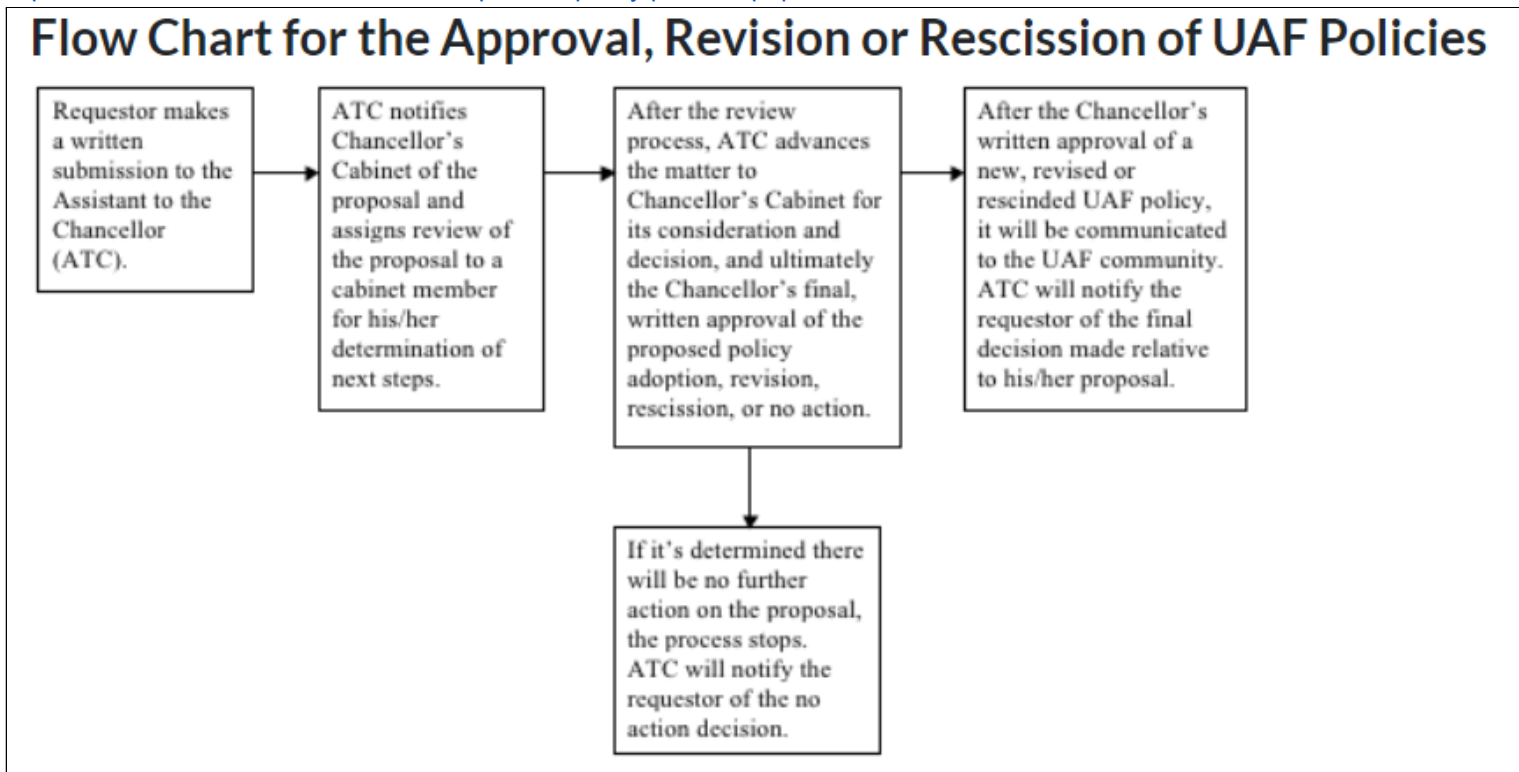 Flow Chart for the Approval, Revision or Rescission of UAF Policies
Requestor makes
a written
submission to the
Assistant to the
Chancellor
(ATC).
ATC notifies
Chancellor's
Cabinet of the
proposal and
assigns review of
the proposal to a
cabinet member
for his/her
determination of
next steps.
After the review
process, ATC advances
the matter to
Chancellor's Cabinet for
its consideration and
decision, and ultimately
the Chancellor's final,
written approval of the
proposed policy
adoption, revision,
rescission, or no action.
After the Chancellor's
written approval of a
new, revised or
rescinded UAF policy,
it will be communicated
to the UAF community.
ATC will notify the
requestor of the final
decision made relative
to his/her proposal.
If it's determined there
will be no further
action on the proposal,
the process stops.
ATC will notify the
requestor of the no
action decision.